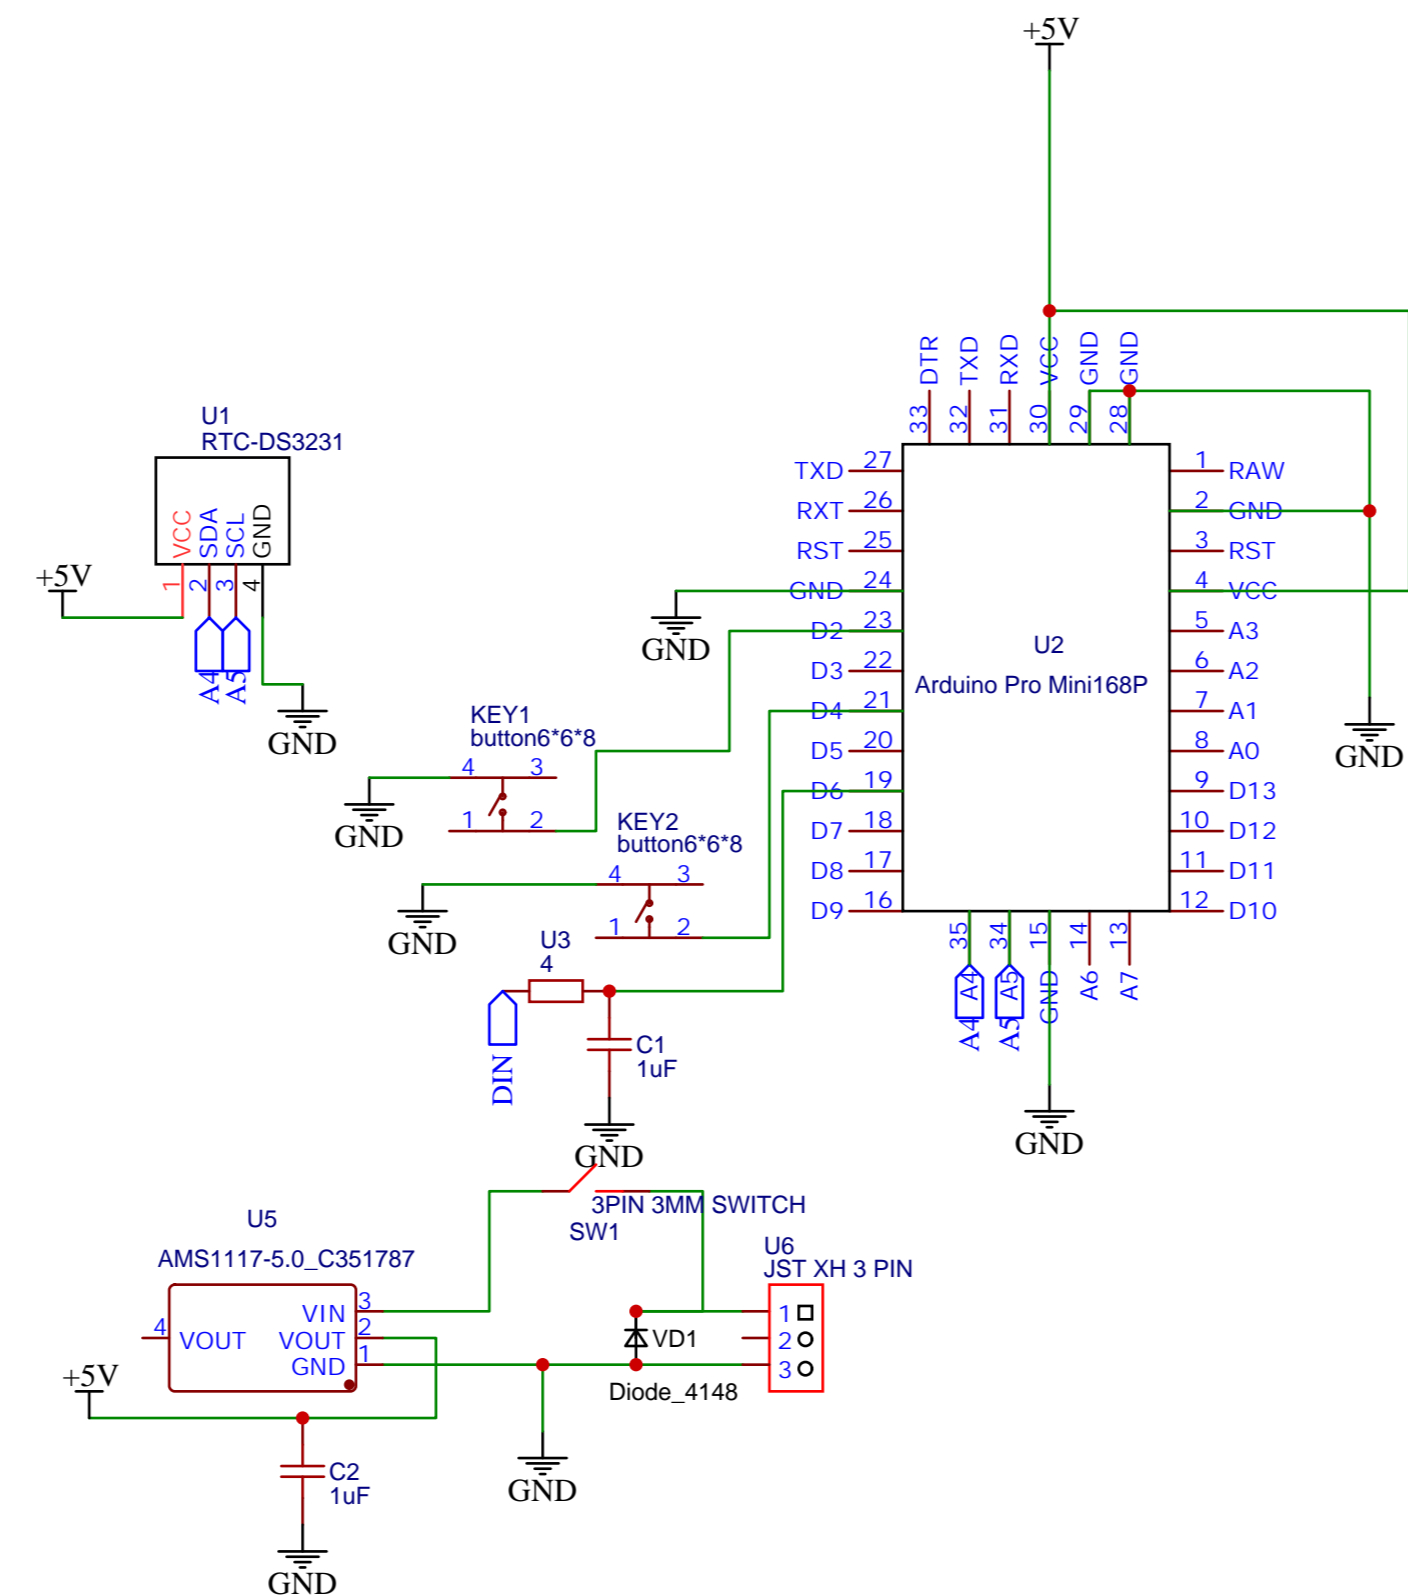 +5V
DTR
TXD
RXD
VCC
GND
GND
33
32
31
30
29
28
U1
RTC-DS3231
VCC
SDA
SCL
GND
1
2
3
4
+5V
A4
A5
GND
TXD 27
RXT 26
RST 25
GND 24
D2 23
D3 22
D4 21
D5 20
D6 19
D7 18
D8 17
D9 16
U2
Arduino Pro Mini168P
1 RAW
2 GND
3 RST
4 VCC
5 A3
6 A2
7 A1
8 A0
9 D13
10 D12
11 D11
12 D10
GND
GND
35
34
15
14
13
A4
A5
GND
A6
A7
A4
A5
GND
KEY1
button6*6*8
4 3
1 2
GND
KEY2
button6*6*8
4 3
1 2
GND
U3
4
DIN
C1
1uF
GND
3PIN 3MM SWITCH
SW1
U5
AMS1117-5.0_C351787
VIN 3
4 VOUT
VOUT 2
GND 1
U6
JST XH 3 PIN
1
2
3
VD1
Diode_4148
+5V
C2
1uF
GND
GND